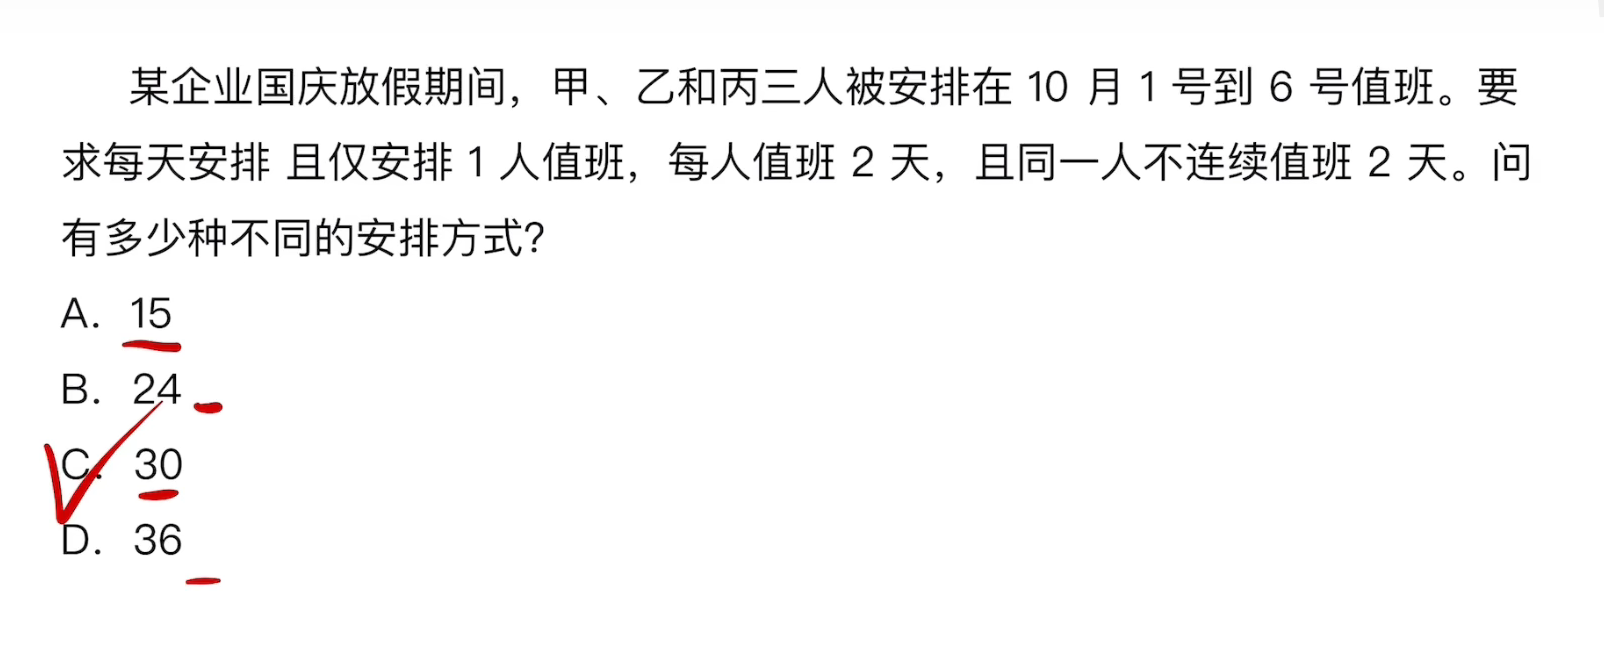 某企业国庆放假期间，甲、乙和丙三人被安排在 10 月 1 号到 6 号值班。要
求每天安排 且仅安排 1 人值班，每人值班 2 天，且同一人不连续值班 2 天。问
有多少种不同的安排方式？
A. 15
B. 24
C. 30
D. 36